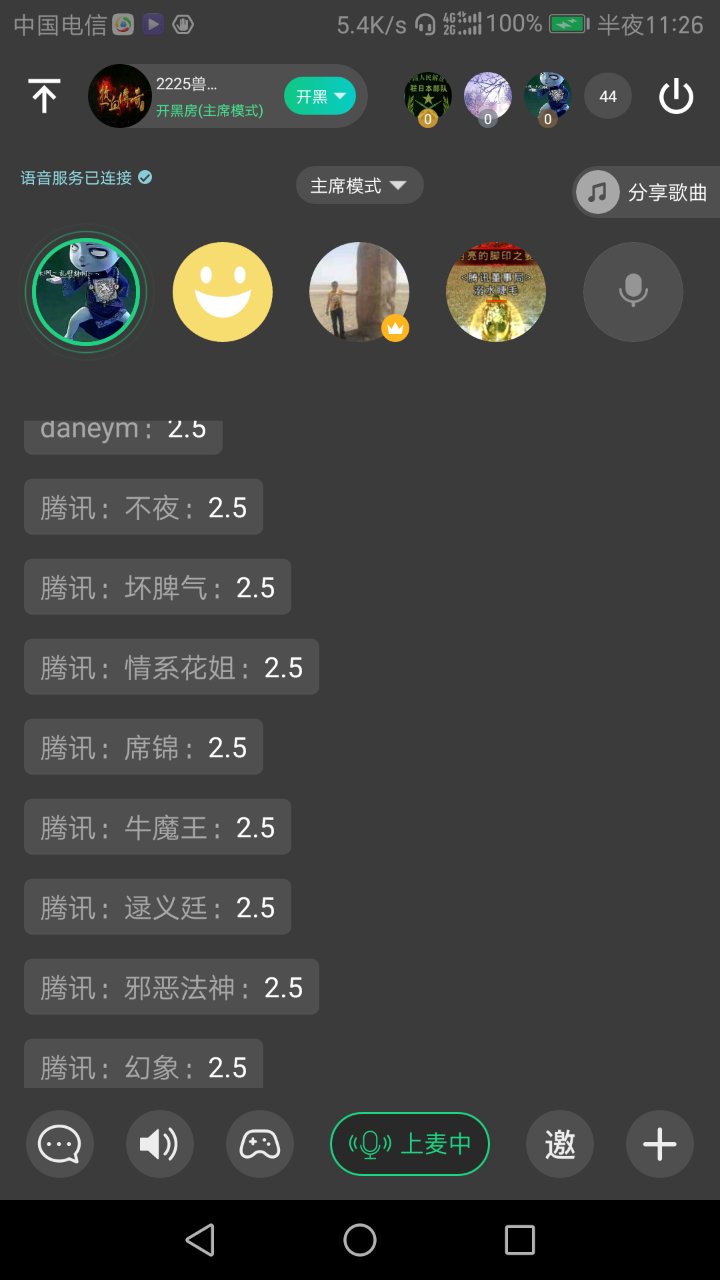 中国电信
5.4K/s 4G 2G 100% 半夜11:26
2225兽...
开黑房(主席模式)
开黑
0
0
0
44
语音服务已连接
主席模式
分享歌曲
daneym: 2.5
腾讯: 不夜: 2.5
腾讯: 坏脾气: 2.5
腾讯: 情系花姐: 2.5
腾讯: 席锦: 2.5
腾讯: 牛魔王: 2.5
腾讯: 逯义廷: 2.5
腾讯: 邪恶法神: 2.5
腾讯: 幻象: 2.5
上麦中
邀